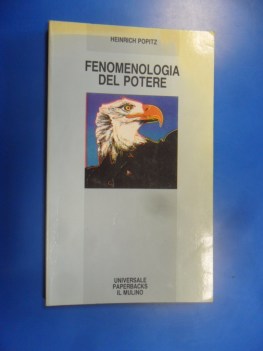 HEINRICH POPITZ
FENOMENOLOGIA
DEL POTERE
UNIVERSALE
PAPERBACKS
IL MULINO